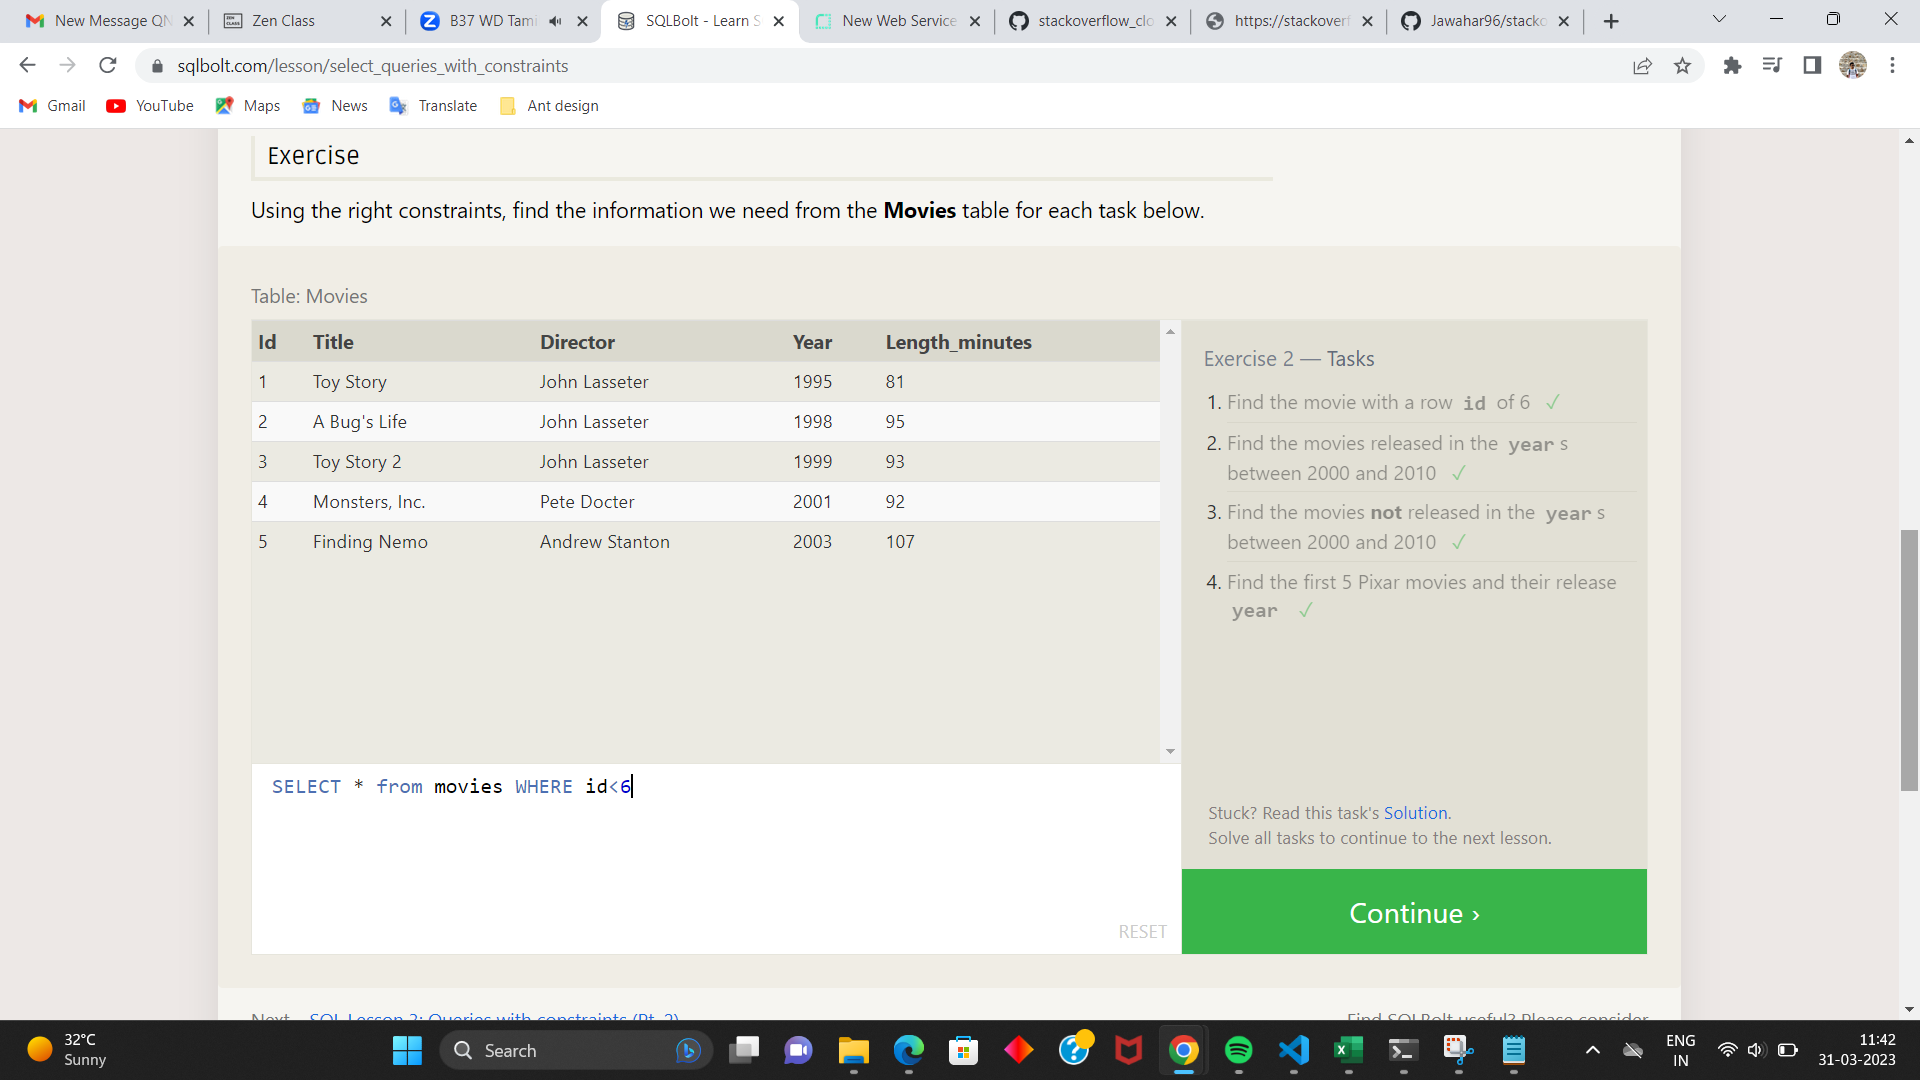 New Message QN
Zen Class
B37 WD Tami
SQLBolt - Learn S
New Web Service
stackoverflow_clo
https://stackoverf
Jawahar96/stacko
sqlbolt.com/lesson/select_queries_with_constraints
Gmail
YouTube
Maps
News
Translate
Ant design
Exercise
Using the right constraints, find the information we need from the Movies table for each task below.
Table: Movies
Id Title Director Year Length_minutes
1 Toy Story John Lasseter 1995 81
2 A Bug's Life John Lasseter 1998 95
3 Toy Story 2 John Lasseter 1999 93
4 Monsters, Inc. Pete Docter 2001 92
5 Finding Nemo Andrew Stanton 2003 107
SELECT * from movies WHERE id<6
RESET
Exercise 2 — Tasks
1. Find the movie with a row id of 6 ✓
2. Find the movies released in the year s
between 2000 and 2010 ✓
3. Find the movies not released in the year s
between 2000 and 2010 ✓
4. Find the first 5 Pixar movies and their release
year ✓
Stuck? Read this task's Solution.
Solve all tasks to continue to the next lesson.
Continue ›
Next – SQL Lesson 3: Queries with constraints (Pt. 2)
Find SQLBolt useful? Please consider
32°C
Sunny
Search
ENG
IN
11:42
31-03-2023